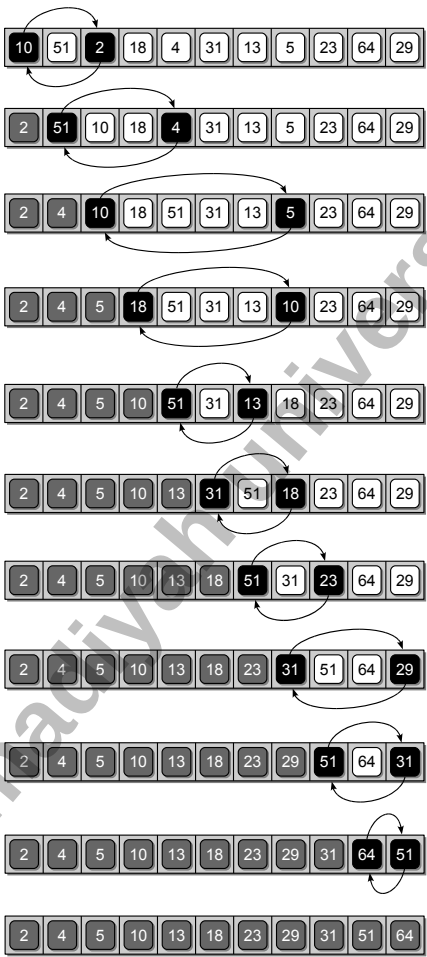 10 51 2 18 4 31 13 5 23 64 29
2 51 10 18 4 31 13 5 23 64 29
2 4 10 18 51 31 13 5 23 64 29
2 4 5 18 51 31 13 10 23 64 29
2 4 5 10 51 31 13 18 23 64 29
2 4 5 10 13 31 51 18 23 64 29
2 4 5 10 13 18 51 31 23 64 29
2 4 5 10 13 18 23 31 51 64 29
2 4 5 10 13 18 23 29 51 64 31
2 4 5 10 13 18 23 29 31 64 51
2 4 5 10 13 18 23 29 31 51 64
madiyah univers